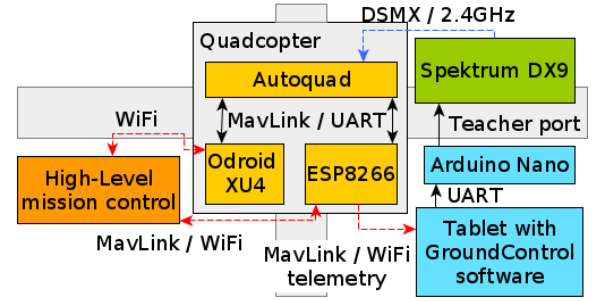 DSMX / 2.4GHz
Quadcopter
Spektrum DX9
Autoquad
WiFi
MavLink / UART
Teacher port
Odroid
XU4
ESP8266
Arduino Nano
High-Level
mission control
UART
MavLink / WiFi
MavLink / WiFi
telemetry
Tablet with
GroundControl
software